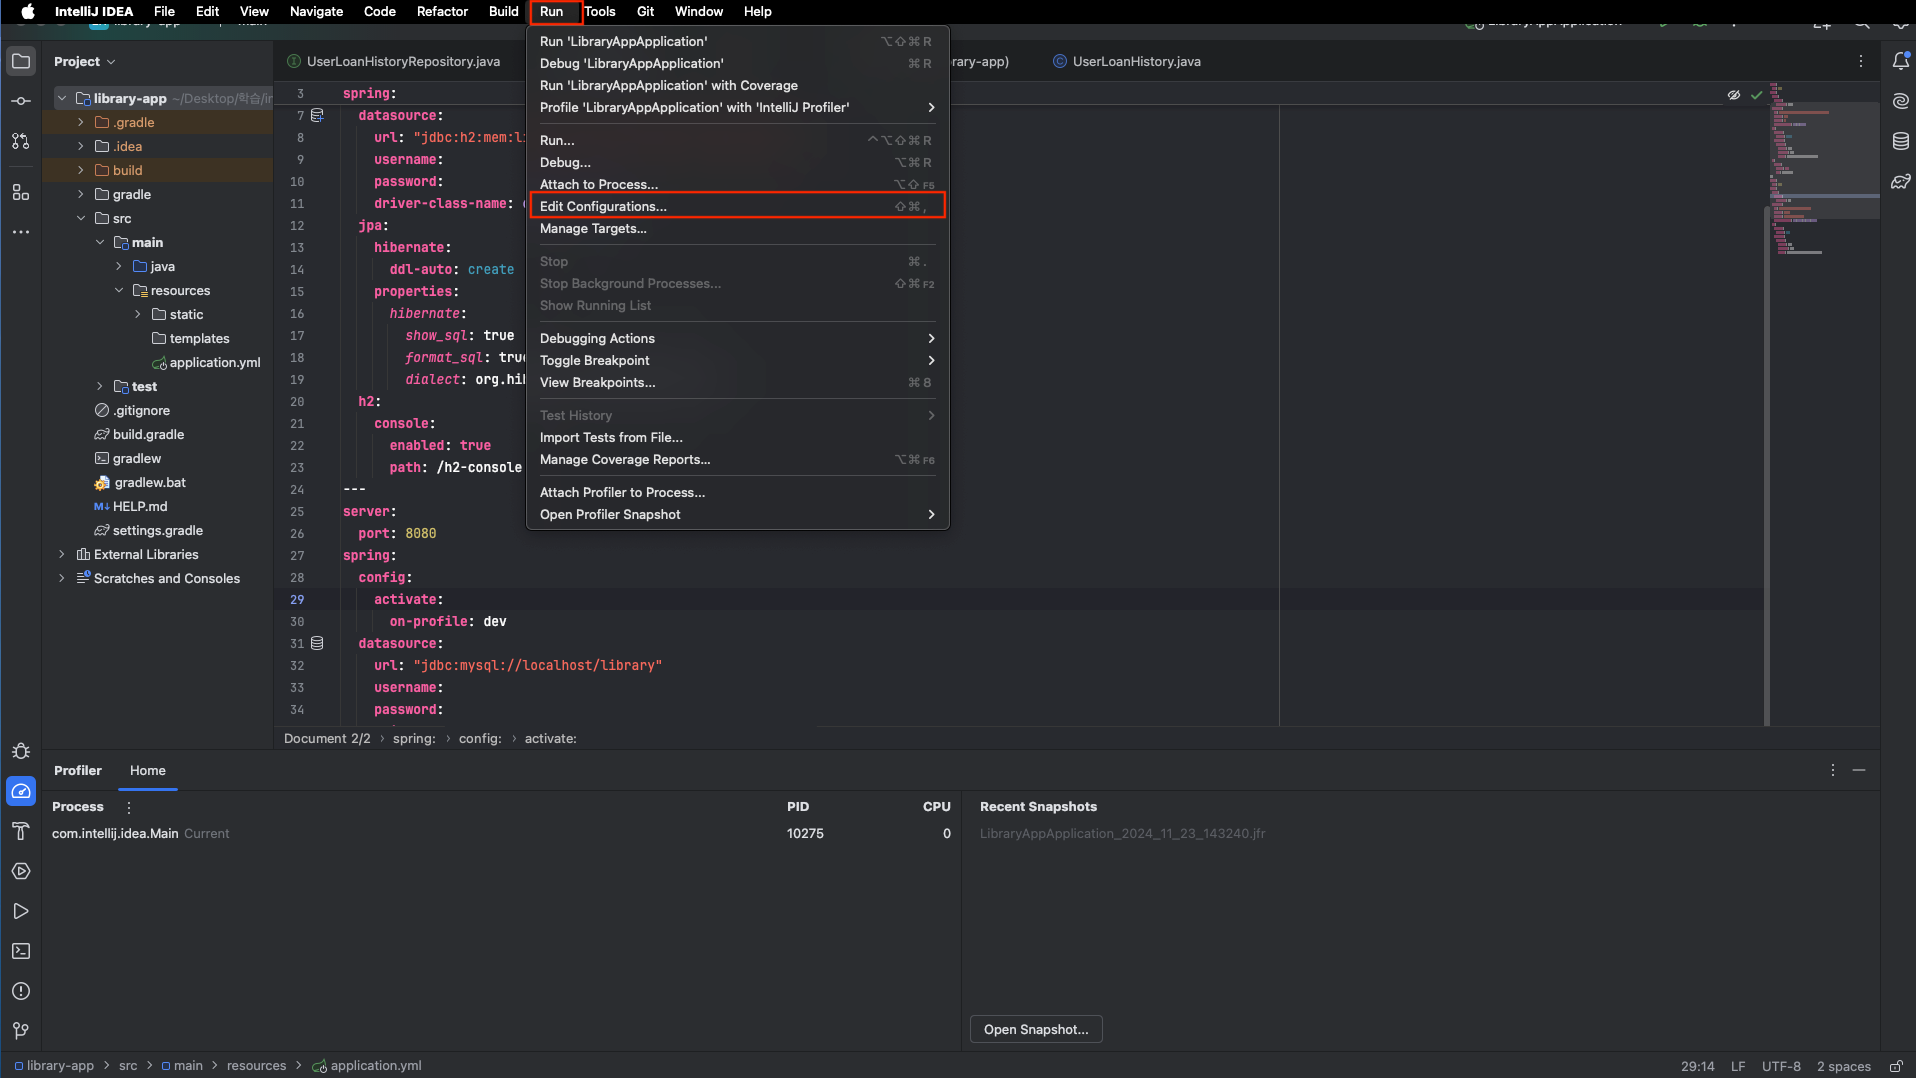 IntelliJ IDEA File Edit View Navigate Code Refactor Build Run Tools Git Window Help
Project
UserLoanHistoryRepository.java
rary-app)
UserLoanHistory.java
library-app ~/Desktop/학습/in
.gradle
.idea
build
gradle
src
main
java
resources
static
templates
application.yml
test
.gitignore
build.gradle
gradlew
gradlew.bat
HELP.md
settings.gradle
External Libraries
Scratches and Consoles
3 spring:
7 datasource:
8 url: "jdbc:h2:mem:li
9 username:
10 password:
11 driver-class-name:
12 jpa:
13 hibernate:
14 ddl-auto: create
15 properties:
16 hibernate:
17 show_sql: true
18 format_sql: true
19 dialect: org.hib
20 h2:
21 console:
22 enabled: true
23 path: /h2-console
24 ---
25 server:
26 port: 8080
27 spring:
28 config:
29 activate:
30 on-profile: dev
31 datasource:
32 url: "jdbc:mysql://localhost/library"
33 username:
34 password:
Run 'LibraryAppApplication' ⌥⇧⌘R
Debug 'LibraryAppApplication' ⌘R
Run 'LibraryAppApplication' with Coverage
Profile 'LibraryAppApplication' with 'IntelliJ Profiler'
Run... ^⌥⇧⌘R
Debug... ⌥⌘R
Attach to Process... ⌥⇧F5
Edit Configurations... ⇧⌘,
Manage Targets...
Stop ⌘.
Stop Background Processes... ⇧⌘F2
Show Running List
Debugging Actions
Toggle Breakpoint
View Breakpoints... ⌘8
Test History
Import Tests from File...
Manage Coverage Reports... ⌥⌘F6
Attach Profiler to Process...
Open Profiler Snapshot
Document 2/2 › spring: › config: › activate:
Profiler Home
Process PID CPU
com.intellij.idea.Main Current 10275 0
Recent Snapshots
LibraryAppApplication_2024_11_23_143240.jfr
Open Snapshot...
library-app › src › main › resources › application.yml
29:14 LF UTF-8 2 spaces